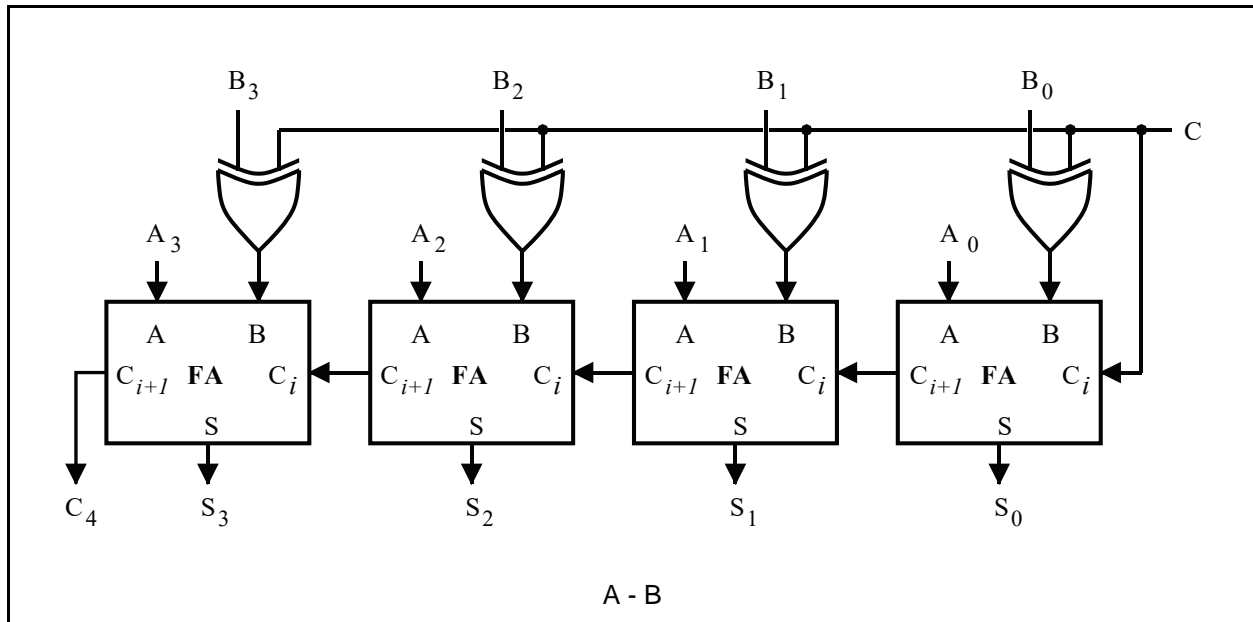 B3 B2 B1 B0
C
A3 A2 A1 A0
A B A B A B A B
Ci+1 FA Ci Ci+1 FA Ci Ci+1 FA Ci Ci+1 FA Ci
S S S S
C4 S3 S2 S1 S0
A - B